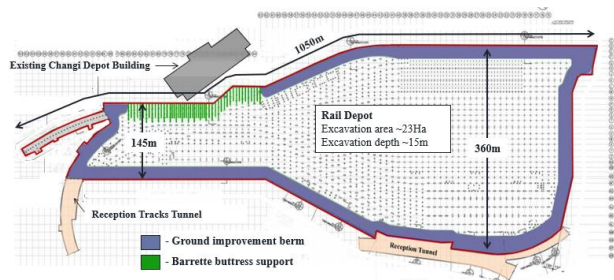 1050m
Existing Changi Depot Building
Rail Depot
Excavation area ~23Ha
Excavation depth ~15m
145m
360m
Reception Tracks Tunnel
Reception Tunnel
- Ground improvement berm
- Barrette buttress support